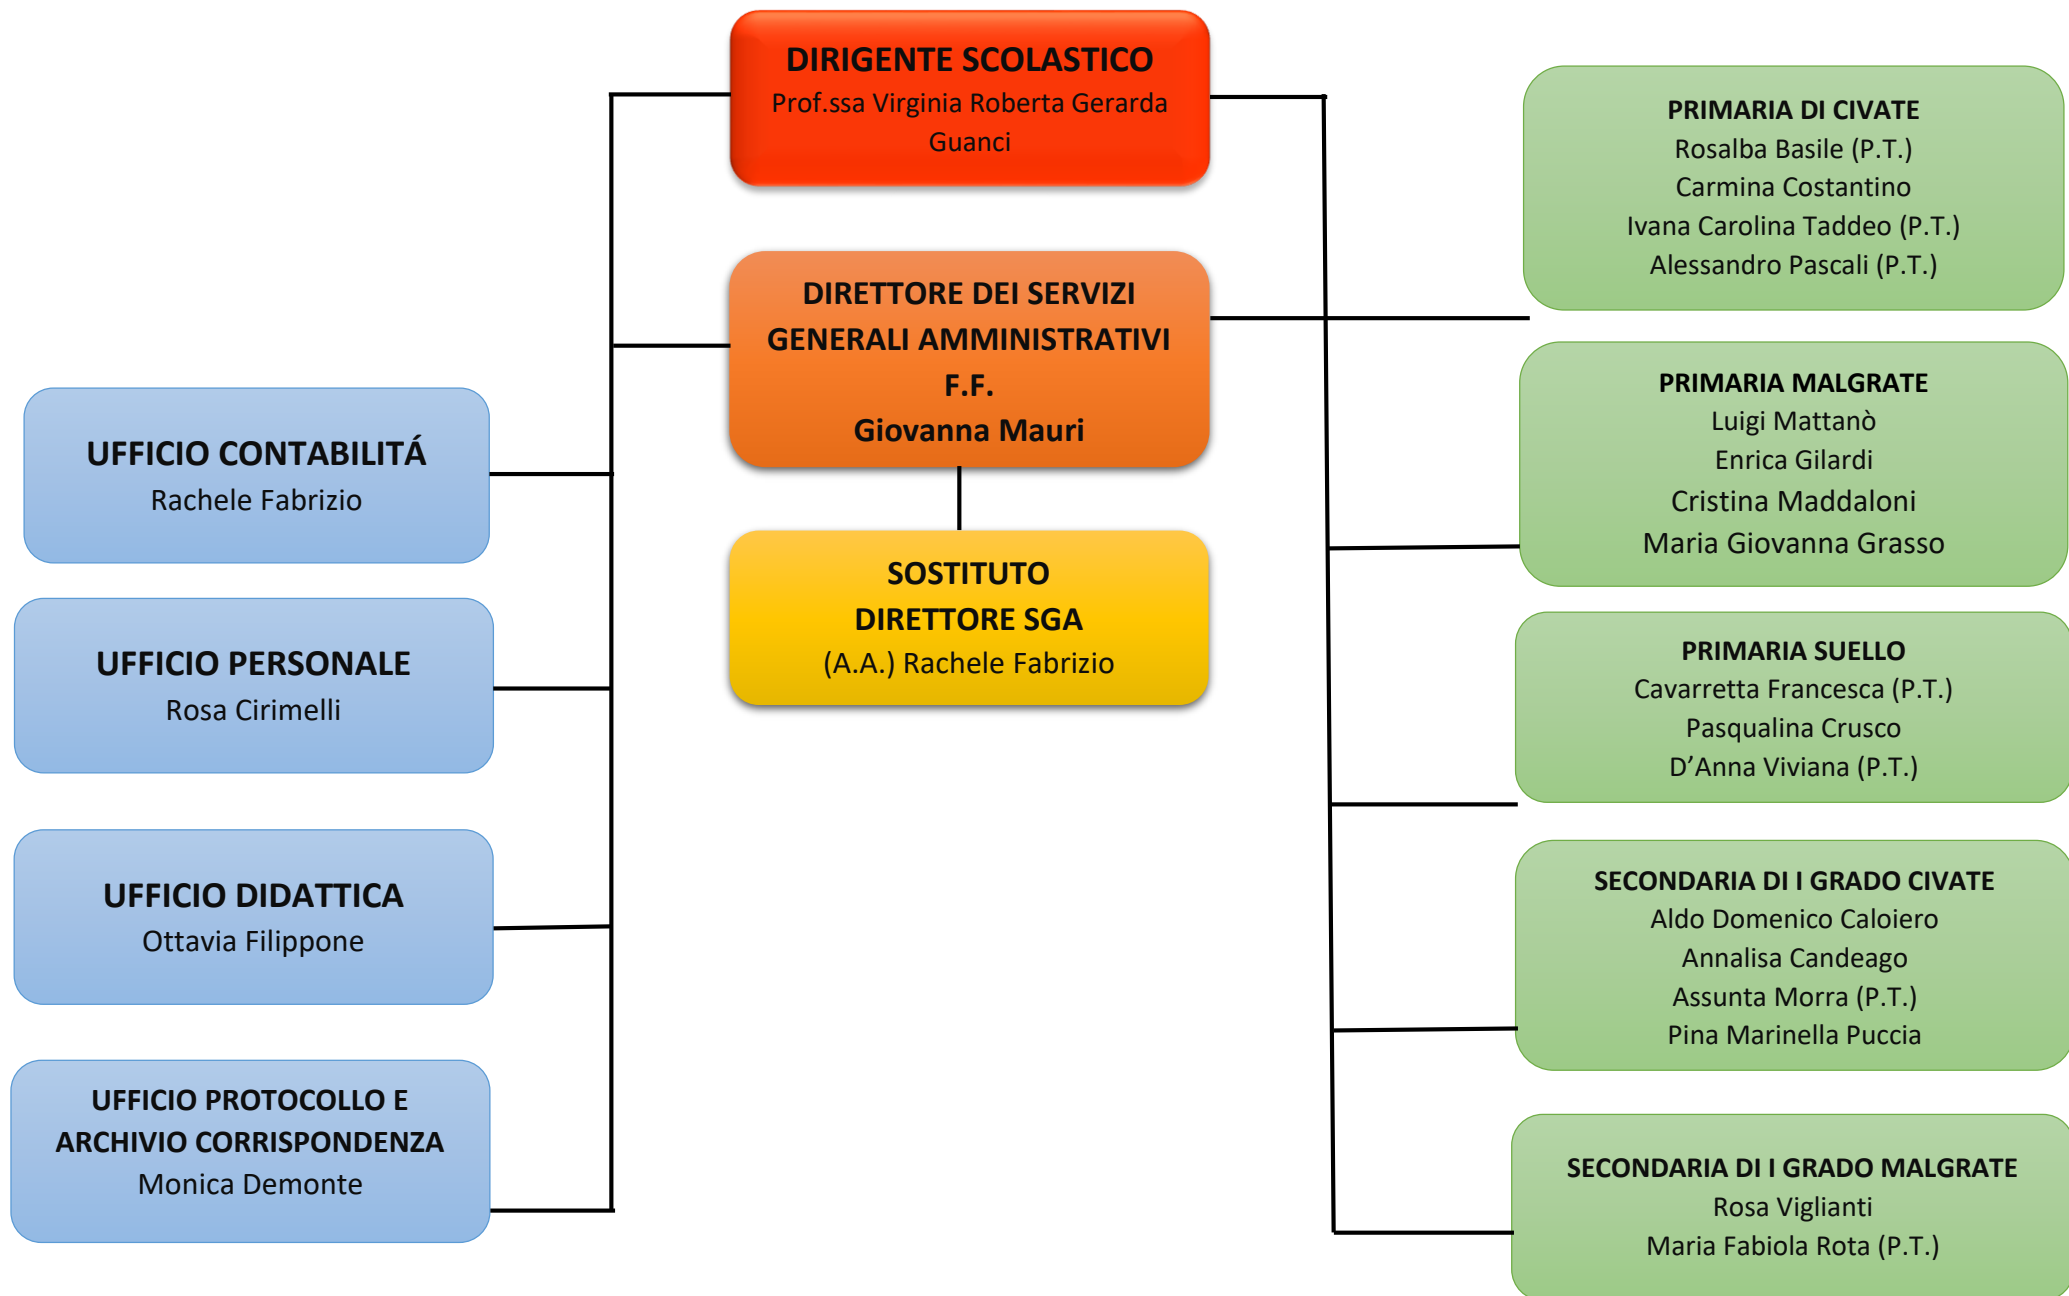 DIRIGENTE SCOLASTICO
Prof.ssa Virginia Roberta Gerarda
Guanci
DIRETTORE DEI SERVIZI
GENERALI AMMINISTRATIVI
F.F.
Giovanna Mauri
SOSTITUTO
DIRETTORE SGA
(A.A.) Rachele Fabrizio
UFFICIO CONTABILITÁ
Rachele Fabrizio
UFFICIO PERSONALE
Rosa Cirimelli
UFFICIO DIDATTICA
Ottavia Filippone
UFFICIO PROTOCOLLO E
ARCHIVIO CORRISPONDENZA
Monica Demonte
PRIMARIA DI CIVATE
Rosalba Basile (P.T.)
Carmina Costantino
Ivana Carolina Taddeo (P.T.)
Alessandro Pascali (P.T.)
PRIMARIA MALGRATE
Luigi Mattanò
Enrica Gilardi
Cristina Maddaloni
Maria Giovanna Grasso
PRIMARIA SUELLO
Cavarretta Francesca (P.T.)
Pasqualina Crusco
D’Anna Viviana (P.T.)
SECONDARIA DI I GRADO CIVATE
Aldo Domenico Caloiero
Annalisa Candeago
Assunta Morra (P.T.)
Pina Marinella Puccia
SECONDARIA DI I GRADO MALGRATE
Rosa Viglianti
Maria Fabiola Rota (P.T.)